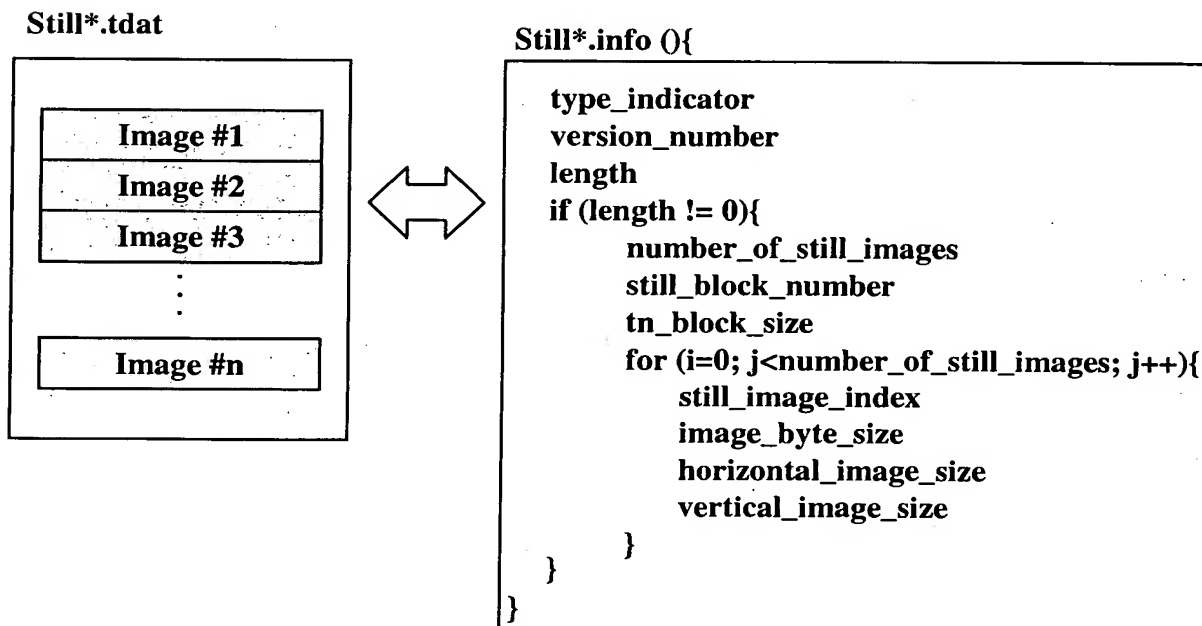 Still*.tdat
Image #1
Image #2
Image #3
Image #n
Still*.info (){
type_indicator
version_number
length
if (length != 0){
number_of_still_images
still_block_number
tn_block_size
for (i=0; j<number_of_still_images; j++){
still_image_index
image_byte_size
horizontal_image_size
vertical_image_size
}
}
}